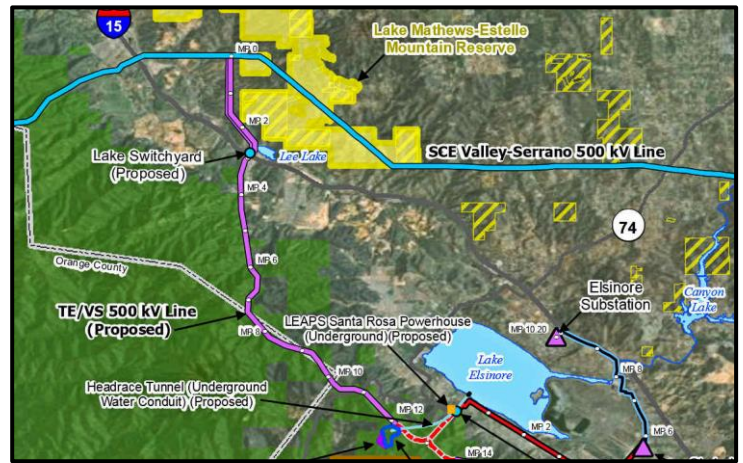 15
Lake Mathews-Estelle
Mountain Reserve
MP 0
MP 2
Lake Switchyard
(Proposed)
Lee Lake
SCE Valley-Serrano 500 kV Line
MP 4
74
MP 6
Orange County
Elsinore
Substation
Canyon
Lake
TE/VS 500 kV Line
(Proposed)
MP 8
LEAPS Santa Rosa Powerhouse
(Underground)(Proposed)
MP 10.20
Lake
Elsinore
MP 8
Headrace Tunnel (Underground
Water Conduit) (Proposed)
MP 10
MP 12
MP 2
MP 6
MP 14